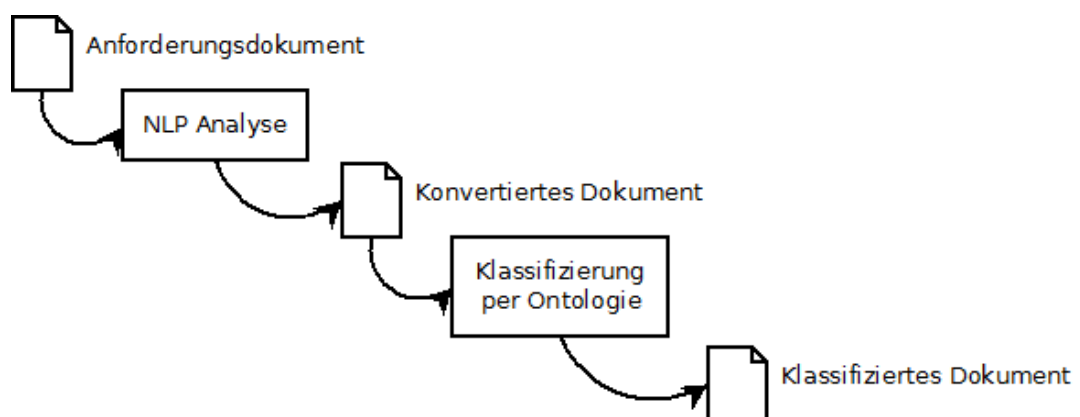 Anforderungsdokument
NLP Analyse
Konvertiertes Dokument
Klassifizierung
per Ontologie
Klassifiziertes Dokument